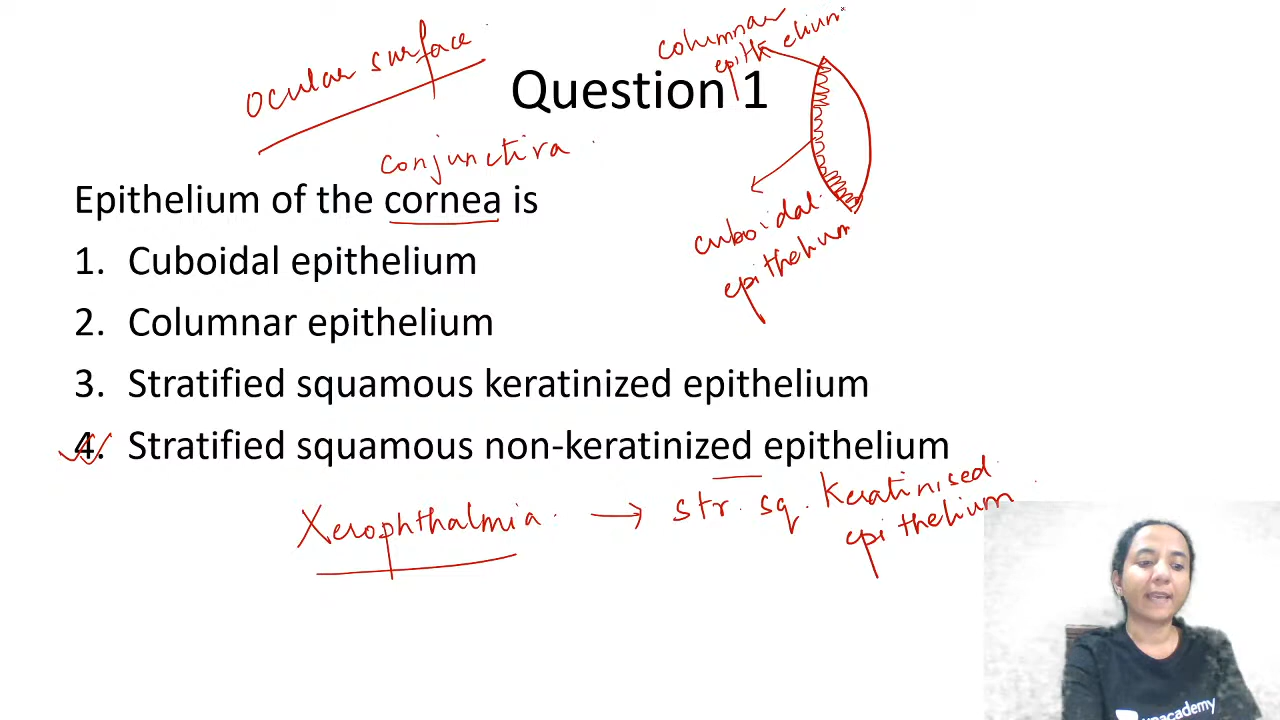 ocular surface
columnar
epithelium
Question 1
conjunctiva
Epithelium of the cornea is
cuboidal
epithelium
1. Cuboidal epithelium
2. Columnar epithelium
3. Stratified squamous keratinized epithelium
4. Stratified squamous non-keratinized epithelium
Xerophthalmia → str. sq. Keratinised
epithelium